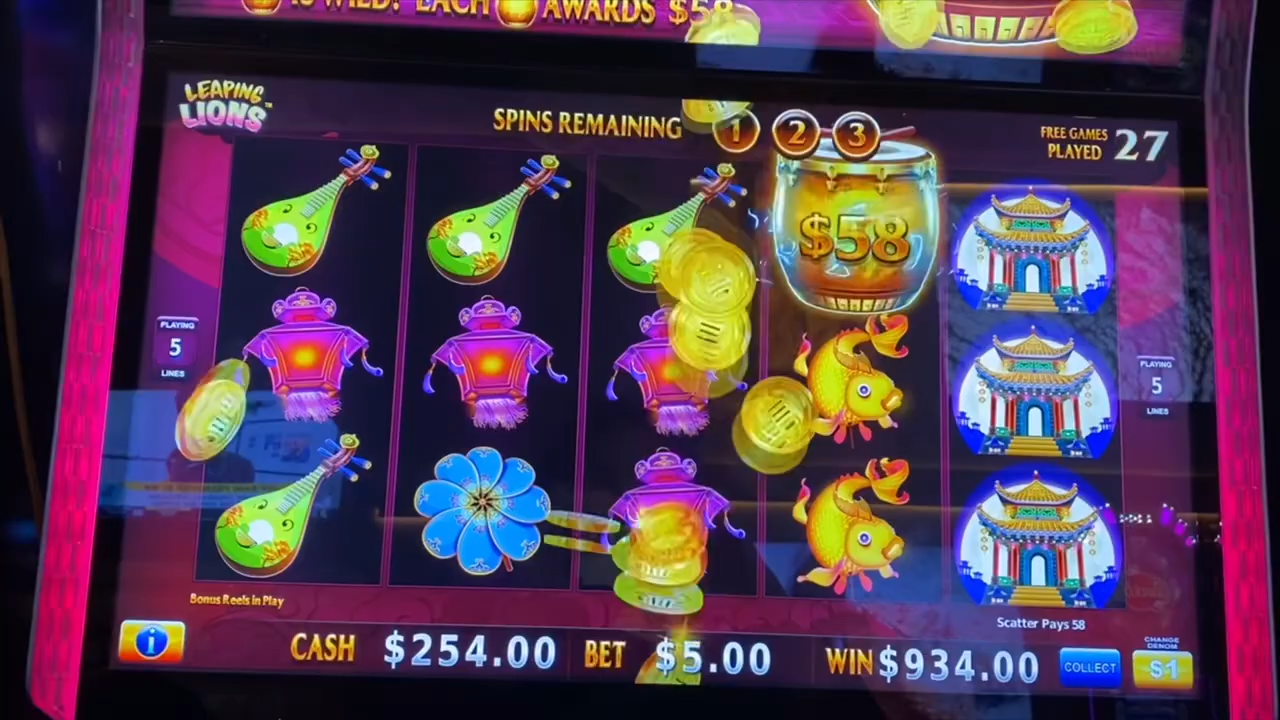 IS WILD! EACH AWARDS $58
LEAPING
LIONS™
SPINS REMAINING 1 2 3
FREE GAMES
PLAYED 27
$58
PLAYING
5
LINES
PLAYING
5
LINES
Bonus Reels in Play
Scatter Pays 58
CASH $254.00 BET $5.00 WIN $934.00
COLLECT
CHANGE
DENOM
$1
i